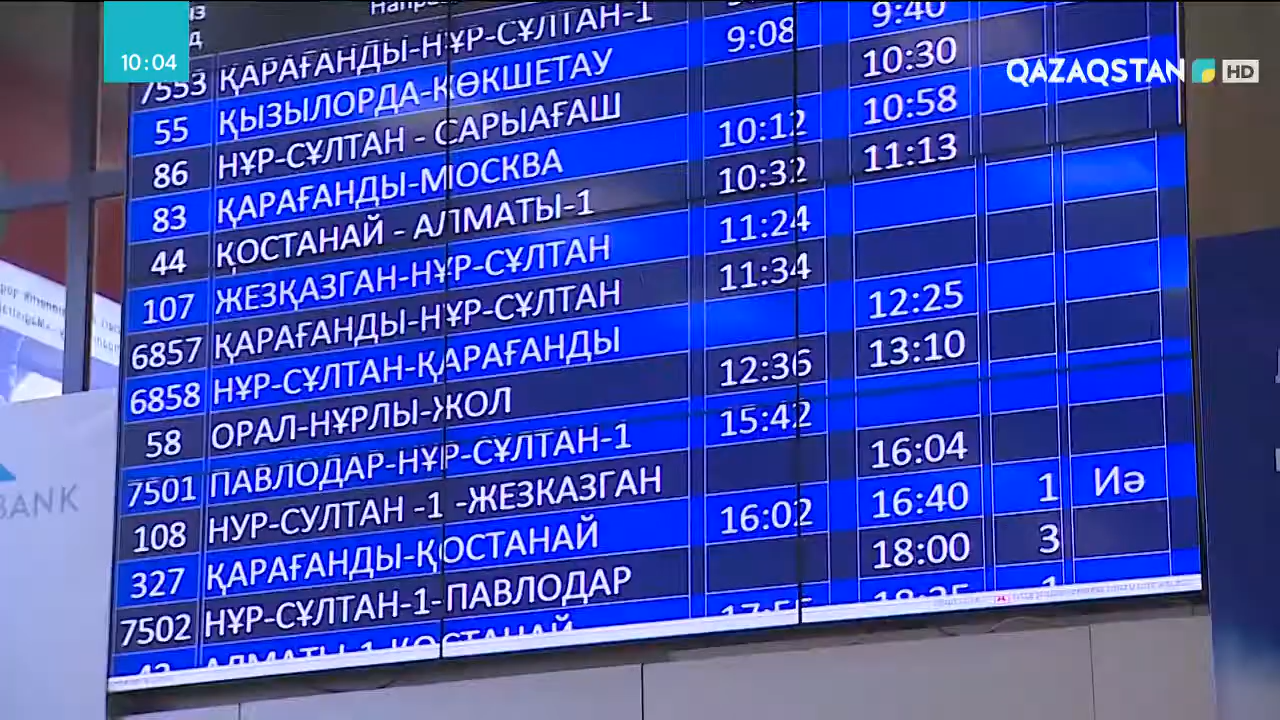 10:04
QAZAQSTAN HD
7553 ҚАРАҒАНДЫ-НҰР-СҰЛТАН-1
55 ҚЫЗЫЛОРДА-КӨКШЕТАУ 9:08 9:40
86 НҰР-СҰЛТАН - САРЫАҒАШ 10:30
83 ҚАРАҒАНДЫ-МОСКВА 10:12 10:58
44 ҚОСТАНАЙ - АЛМАТЫ-1 10:32 11:13
107 ЖЕЗҚАЗҒАН-НҰР-СҰЛТАН 11:24
6857 ҚАРАҒАНДЫ-НҰР-СҰЛТАН 11:34
6858 НҰР-СҰЛТАН-ҚАРАҒАНДЫ 12:25
58 ОРАЛ-НҰРЛЫ-ЖОЛ 12:36 13:10
7501 ПАВЛОДАР-НҰР-СҰЛТАН-1 15:42
108 НУР-СУЛТАН -1 -ЖЕЗКАЗГАН 16:04
327 ҚАРАҒАНДЫ-ҚОСТАНАЙ 16:02 16:40 1 Иә
7502 НҰР-СҰЛТАН-1-ПАВЛОДАР 18:00 3
АЛМАТЫ-1-ҚОСТАНАЙ
BANK